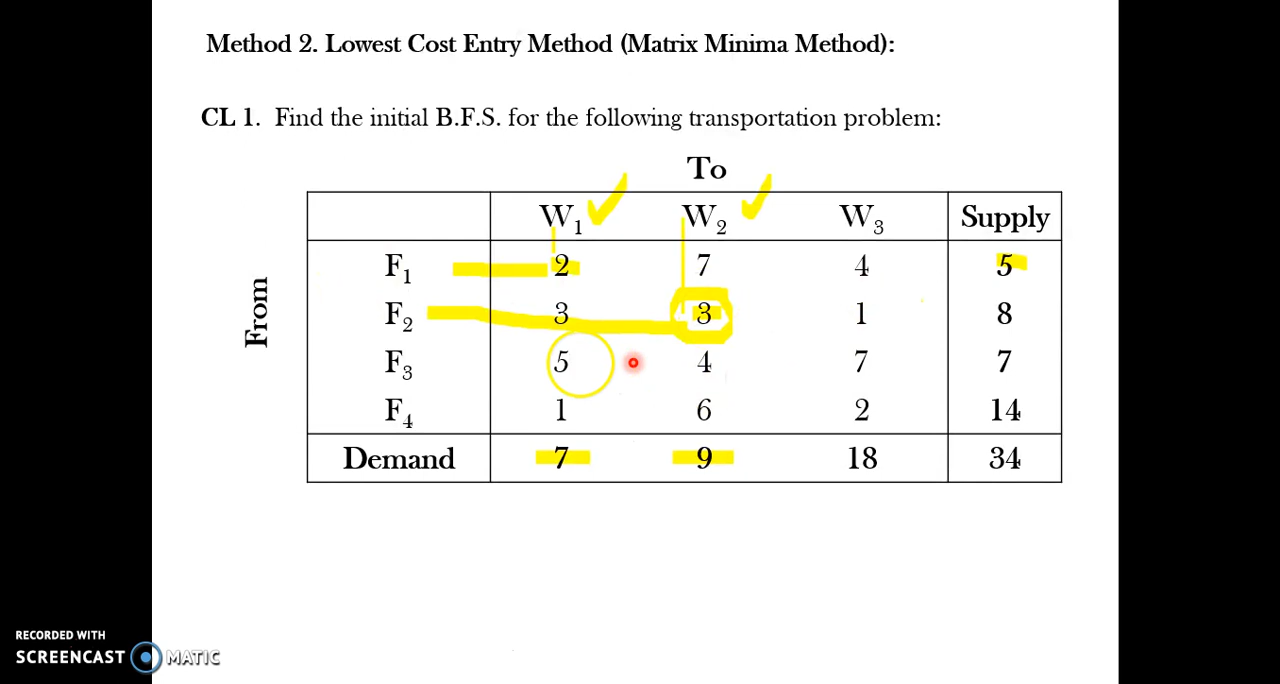 Method 2. Lowest Cost Entry Method (Matrix Minima Method):
CL 1. Find the initial B.F.S. for the following transportation problem:
To
From
W1 W2 W3 Supply
F1 2 7 4 5
F2 3 3 1 8
F3 5 4 7 7
F4 1 6 2 14
Demand 7 9 18 34
RECORDED WITH
SCREENCAST MATIC